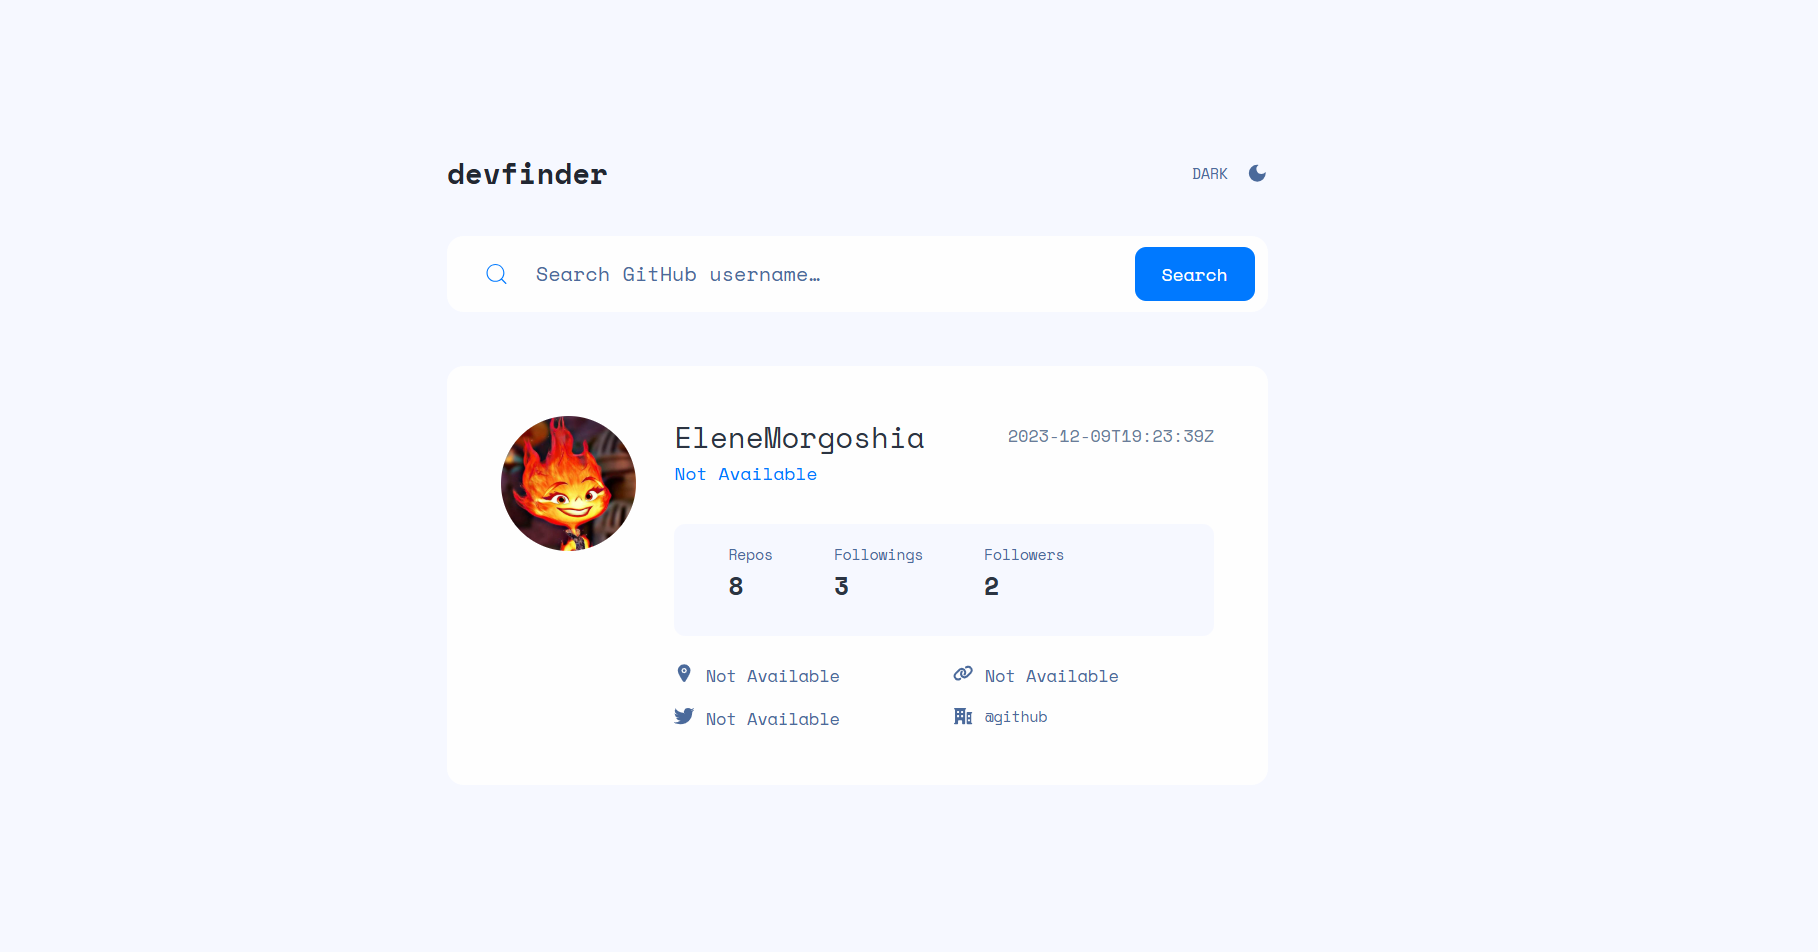 devfinder
DARK
Search GitHub username…
Search
EleneMorgoshia
2023-12-09T19:23:39Z
Not Available
Repos Followings Followers
8 3 2
Not Available Not Available
Not Available @github